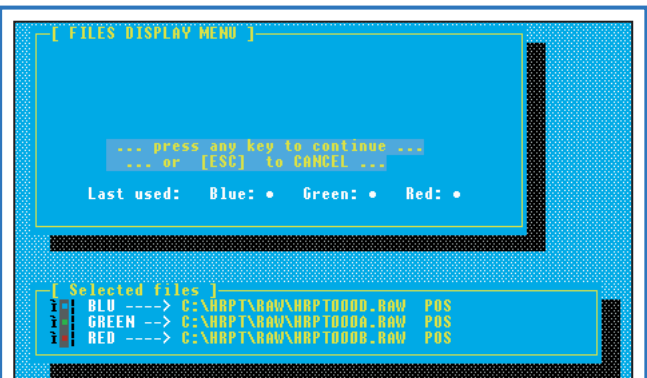 [ FILES DISPLAY MENU ]
... press any key to continue ...
... or [ESC] to CANCEL ...
Last used: Blue: • Green: • Red: •
[ Selected files ]
BLU ----> C:\HRPT\RAW\HRPT000D.RAW POS
GREEN --> C:\HRPT\RAW\HRPT000A.RAW POS
RED ----> C:\HRPT\RAW\HRPT000B.RAW POS